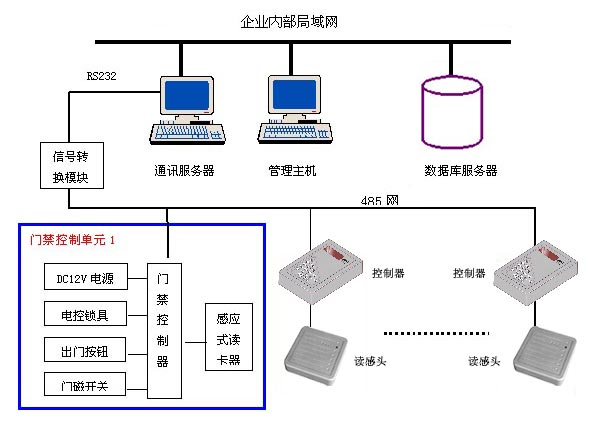 企业内部局域网
RS232
通讯服务器
管理主机
数据库服务器
信号转
换模块
485 网
门禁控制单元 1
DC12V 电源
电控锁具
出门按钮
门磁开关
门禁控制器
感应
式读
卡器
控制器
控制器
读感头
读感头